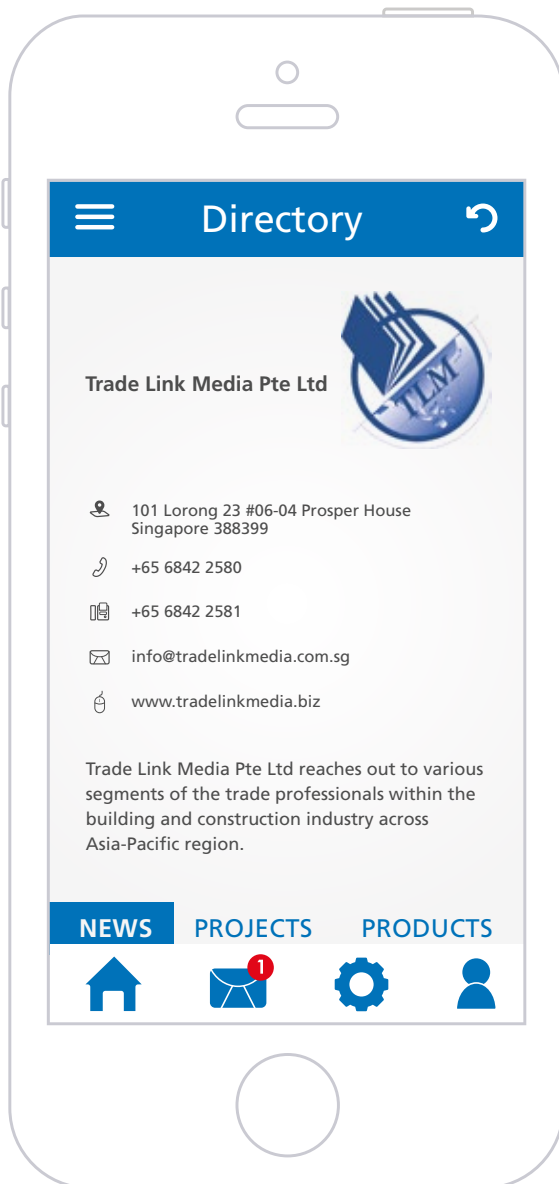 Directory
Trade Link Media Pte Ltd
TLM
101 Lorong 23 #06-04 Prosper House
Singapore 388399
+65 6842 2580
+65 6842 2581
info@tradelinkmedia.com.sg
www.tradelinkmedia.biz
Trade Link Media Pte Ltd reaches out to various
segments of the trade professionals within the
building and construction industry across
Asia-Pacific region.
NEWS PROJECTS PRODUCTS
1